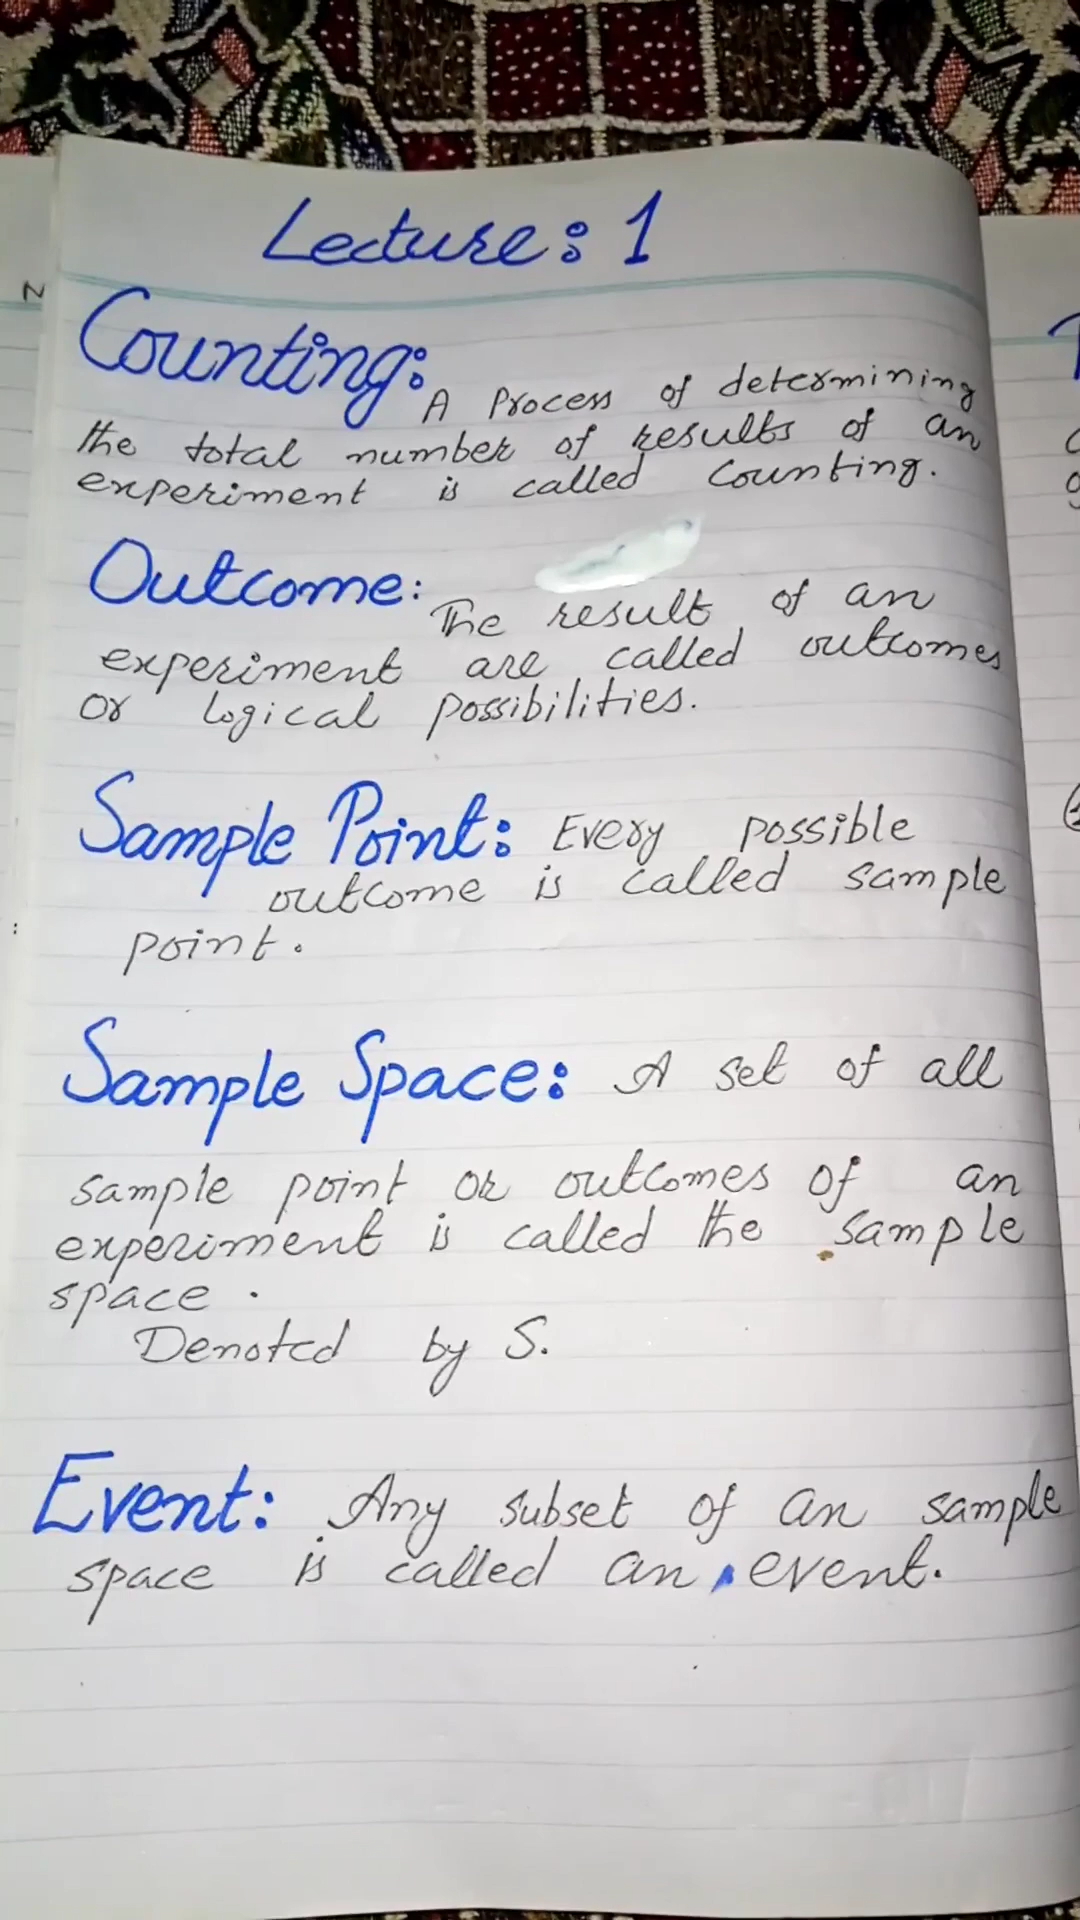 Lecture: 1
Counting:
A Process of determining
the total number of results of an
experiment is called Counting.
Outcome:
The result of an
experiment are called outcomes
or logical possibilities.
Sample Point: Every possible
outcome is called sample
point.
Sample Space: A set of all
sample point or outcomes of an
experiment is called the sample
space.
Denoted by S.
Event: Any subset of an sample
space is called an event.